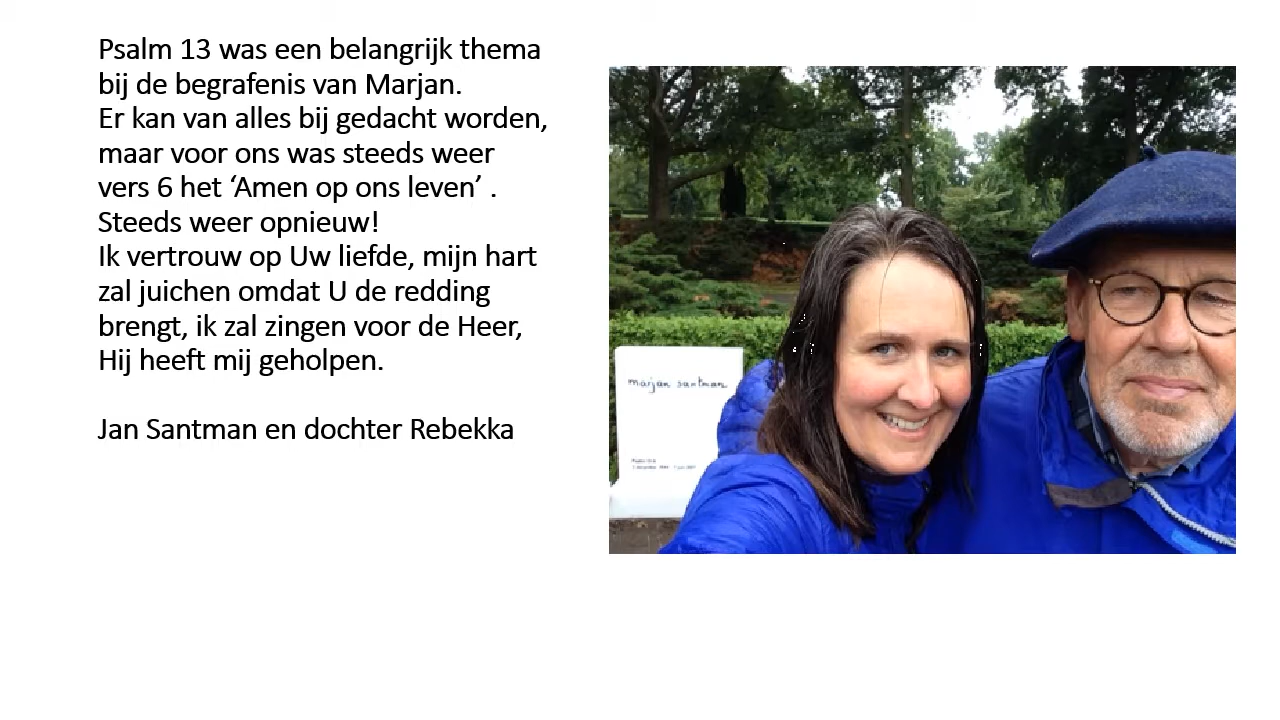 Psalm 13 was een belangrijk thema
bij de begrafenis van Marjan.
Er kan van alles bij gedacht worden,
maar voor ons was steeds weer
vers 6 het ‘Amen op ons leven’ .
Steeds weer opnieuw!
Ik vertrouw op Uw liefde, mijn hart
zal juichen omdat U de redding
brengt, ik zal zingen voor de Heer,
Hij heeft mij geholpen.
Jan Santman en dochter Rebekka
marjan santman